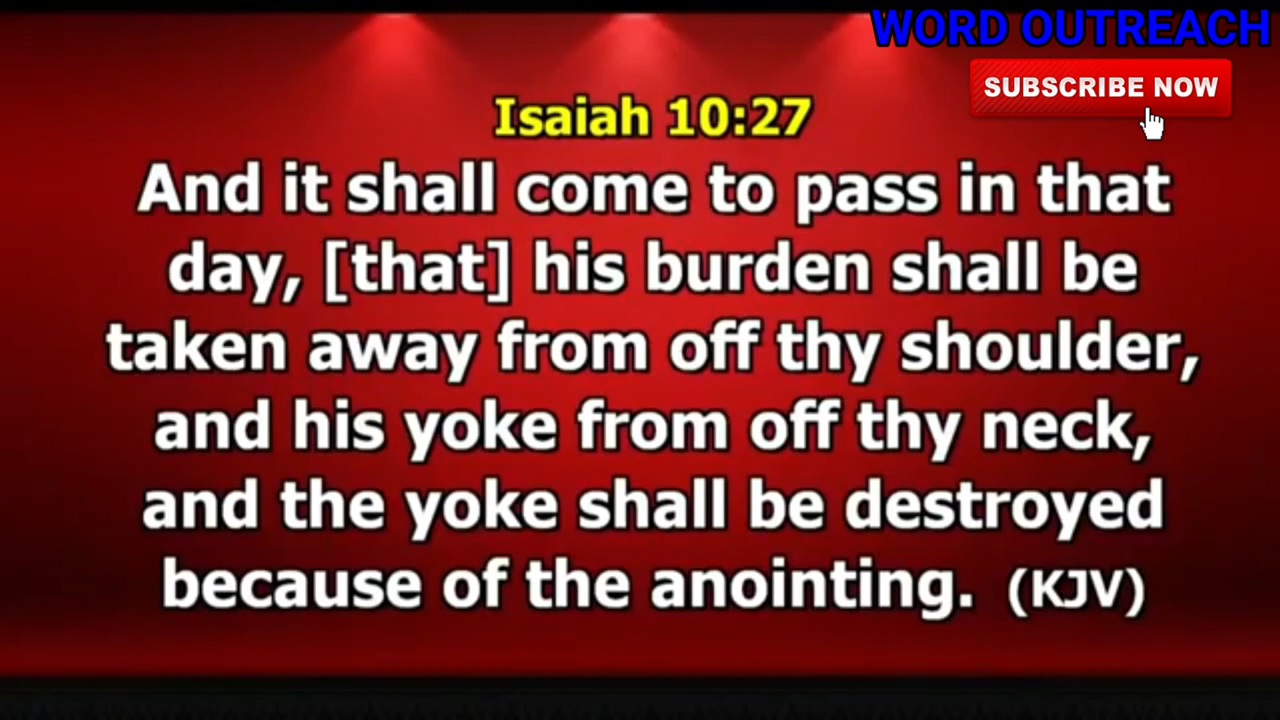 WORD OUTREACH
SUBSCRIBE NOW
Isaiah 10:27
And it shall come to pass in that
day, [that] his burden shall be
taken away from off thy shoulder,
and his yoke from off thy neck,
and the yoke shall be destroyed
because of the anointing. (KJV)